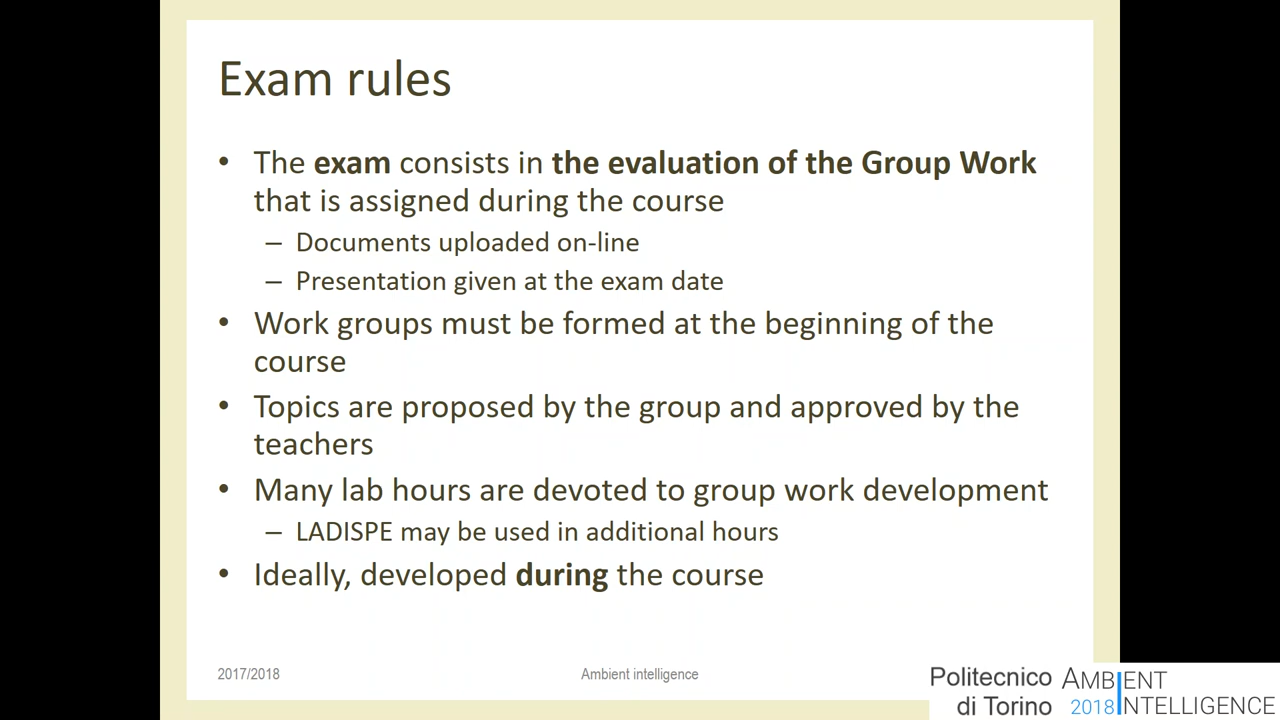 Exam rules
• The exam consists in the evaluation of the Group Work
that is assigned during the course
– Documents uploaded on-line
– Presentation given at the exam date
• Work groups must be formed at the beginning of the
course
• Topics are proposed by the group and approved by the
teachers
• Many lab hours are devoted to group work development
– LADISPE may be used in additional hours
• Ideally, developed during the course
2017/2018
Ambient intelligence
Politecnico
di Torino
AMBIENT
2018 INTELLIGENCE